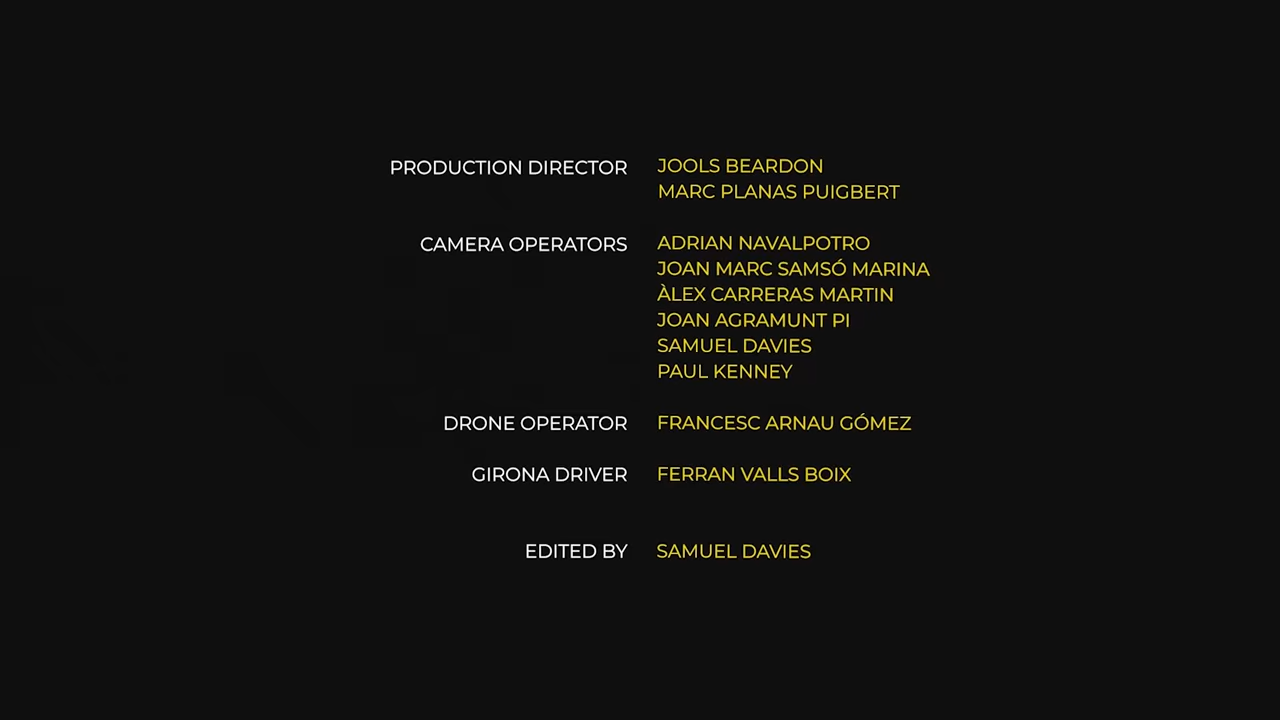 PRODUCTION DIRECTOR JOOLS BEARDON
MARC PLANAS PUIGBERT
CAMERA OPERATORS ADRIAN NAVALPOTRO
JOAN MARC SAMSÓ MARINA
ÀLEX CARRERAS MARTIN
JOAN AGRAMUNT PI
SAMUEL DAVIES
PAUL KENNEY
DRONE OPERATOR FRANCESC ARNAU GÓMEZ
GIRONA DRIVER FERRAN VALLS BOIX
EDITED BY SAMUEL DAVIES